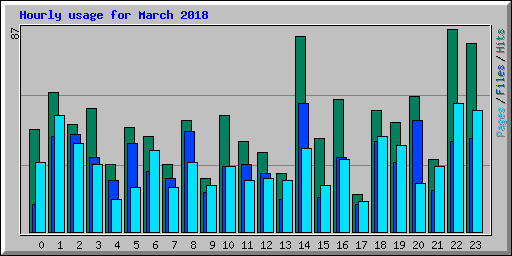 Hourly usage for March 2018
87
Pages/Files/Hits
0 1 2 3 4 5 6 7 8 9 10 11 12 13 14 15 16 17 18 19 20 21 22 23